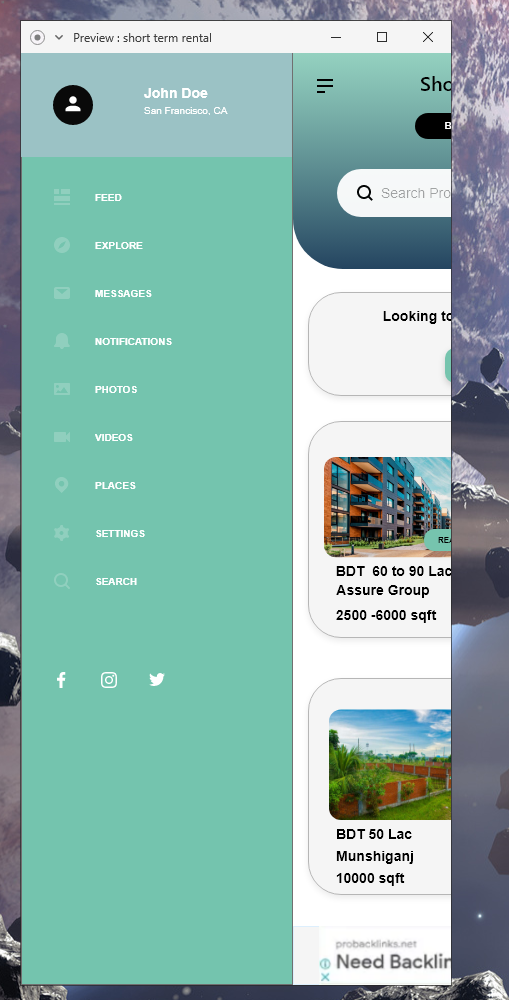 Preview : short term rental
John Doe
San Francisco, CA
FEED
EXPLORE
MESSAGES
NOTIFICATIONS
PHOTOS
VIDEOS
PLACES
SETTINGS
SEARCH
Sho
B
Search Pro
Looking to
REA
BDT 60 to 90 Lac
Assure Group
2500 -6000 sqft
BDT 50 Lac
Munshiganj
10000 sqft
probacklinks.net
Need Backlin